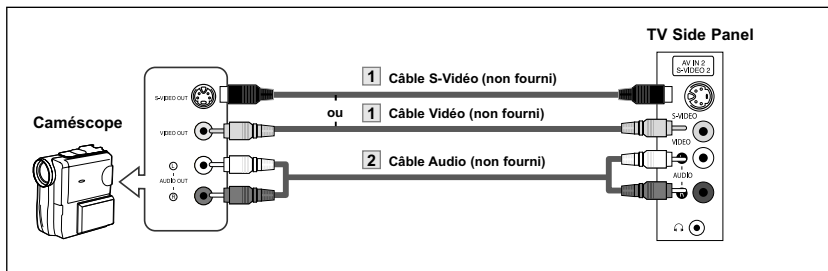 TV Side Panel
AV IN 2
S-VIDEO 2
1 Câble S-Vidéo (non fourni)
S-VIDEO OUT
ou
1 Câble Vidéo (non fourni)
S-VIDEO
Caméscope
VIDEO OUT
VIDEO
2 Câble Audio (non fourni)
L
AUDIO OUT
R
L
AUDIO
R